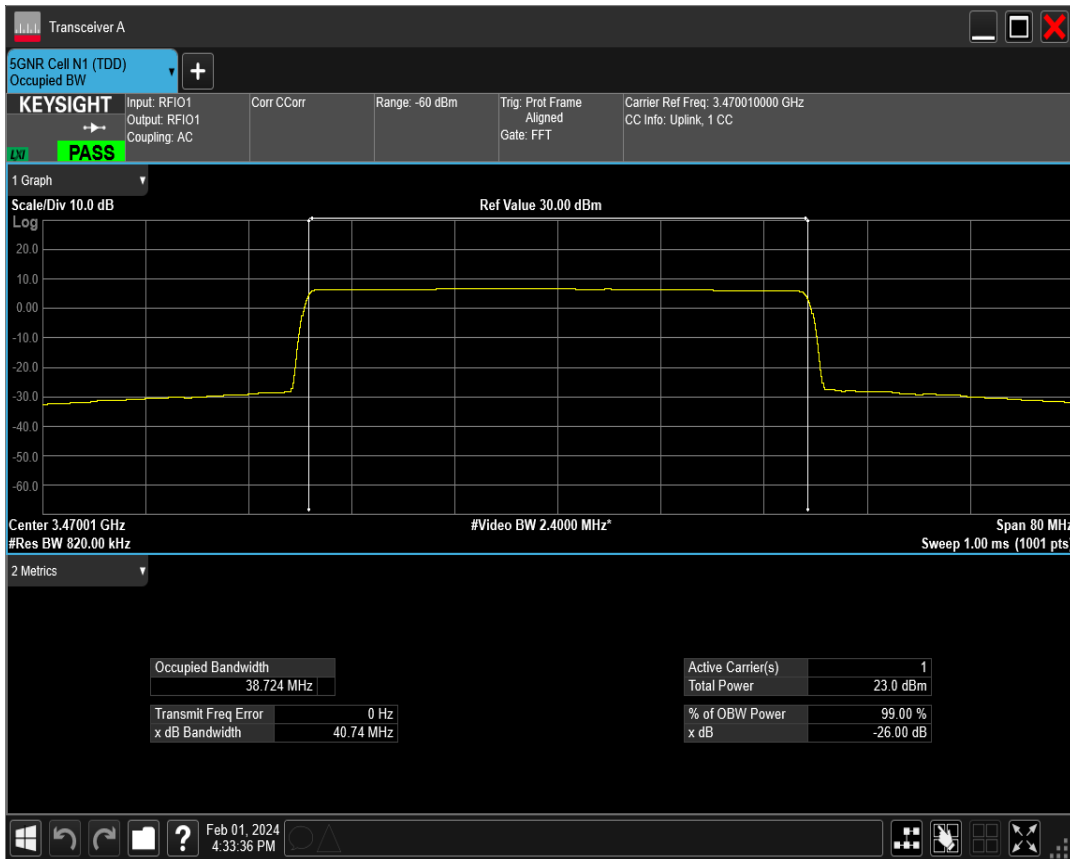 Transceiver A
5GNR Cell N1 (TDD)
Occupied BW
+
KEYSIGHT
LXI
PASS
Input: RFIO1
Output: RFIO1
Coupling: AC
Corr CCorr
Range: -60 dBm
Trig: Prot Frame
Aligned
Gate: FFT
Carrier Ref Freq: 3.470010000 GHz
CC Info: Uplink, 1 CC
1 Graph
Scale/Div 10.0 dB
Ref Value 30.00 dBm
Log
20.0
10.0
0.00
-10.0
-20.0
-30.0
-40.0
-50.0
-60.0
Center 3.47001 GHz
#Video BW 2.4000 MHz*
Span 80 MHz
#Res BW 820.00 kHz
Sweep 1.00 ms (1001 pts)
2 Metrics
Occupied Bandwidth
38.724 MHz
Transmit Freq Error 0 Hz
x dB Bandwidth 40.74 MHz
Active Carrier(s) 1
Total Power 23.0 dBm
% of OBW Power 99.00 %
x dB -26.00 dB
?
Feb 01, 2024
4:33:36 PM